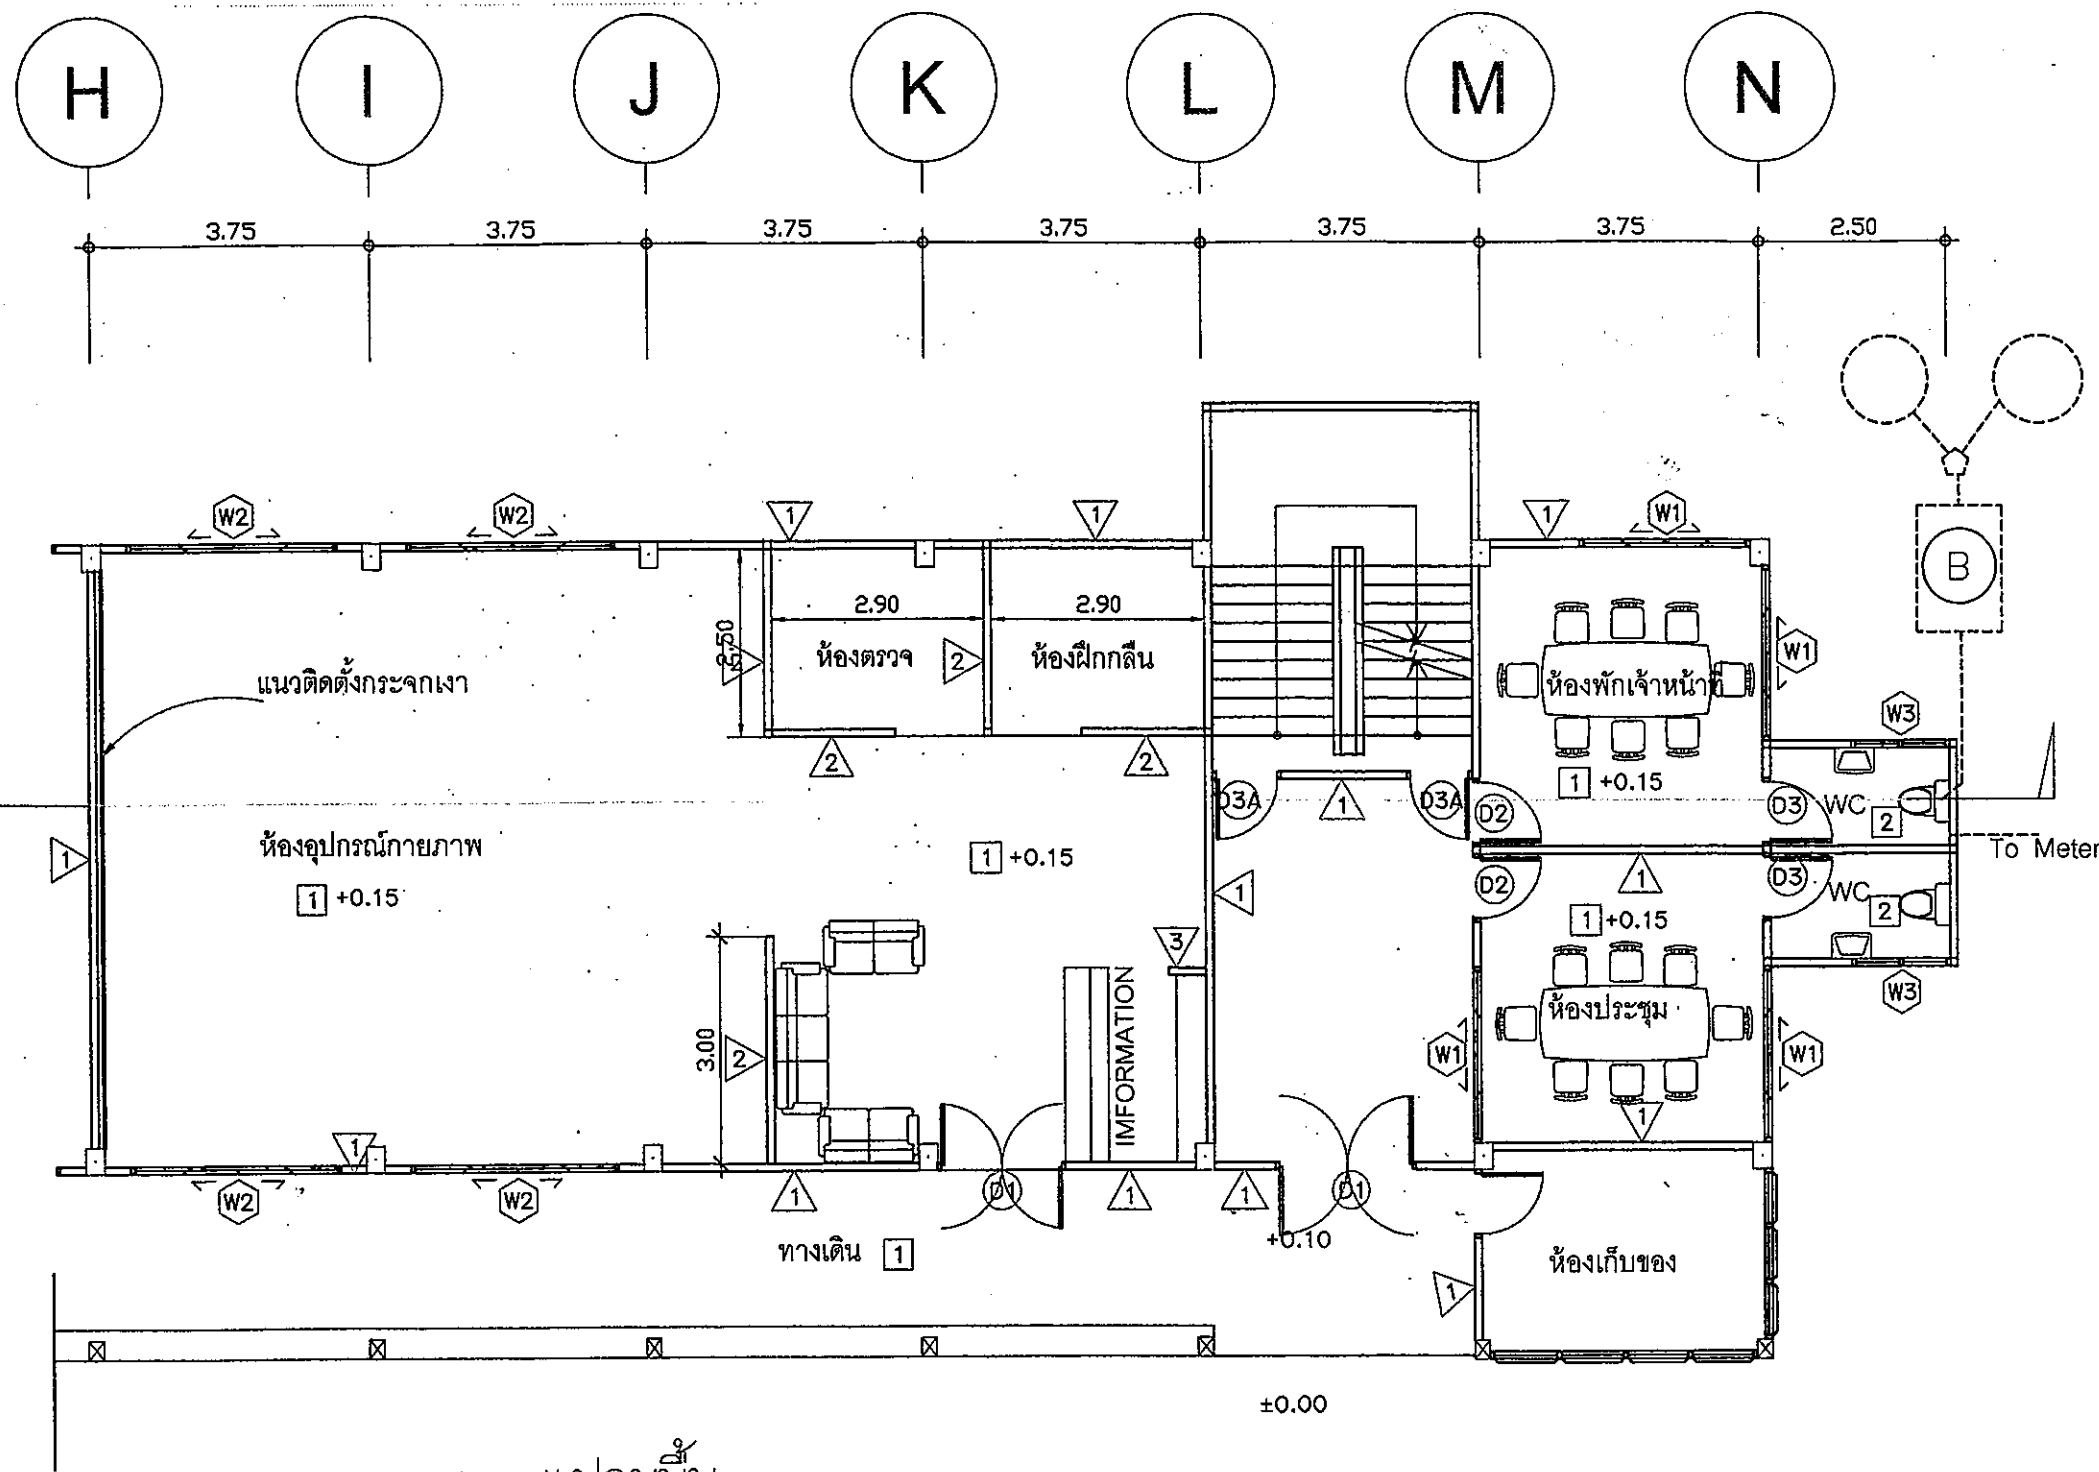 H I J K L M N
3.75 3.75 3.75 3.75 3.75 3.75 2.50
W2 W2 1 1 1 W1
B
2.90 2.90
2.50
2 ห้องตรวจ 2 ห้องฝึกกลืน
W1
แนวติดตั้งกระจกเงา
ห้องพักเจ้าหน้าที่
W3
2 2
1 +0.15
D3A 1 D3A D2 D3 WC 2
ห้องอุปกรณ์กายภาพ
1
1 +0.15
To Meter
1 +0.15
1 D2 1 D3 WC 2
1 +0.15
3
W3
IMFORMATION
ห้องประชุม
3.00
2
W1 W1
1 1
W2 W2 1 D1 1 1 D1
ทางเดิน 1
+0.10
ห้องเก็บของ
1
±0.00